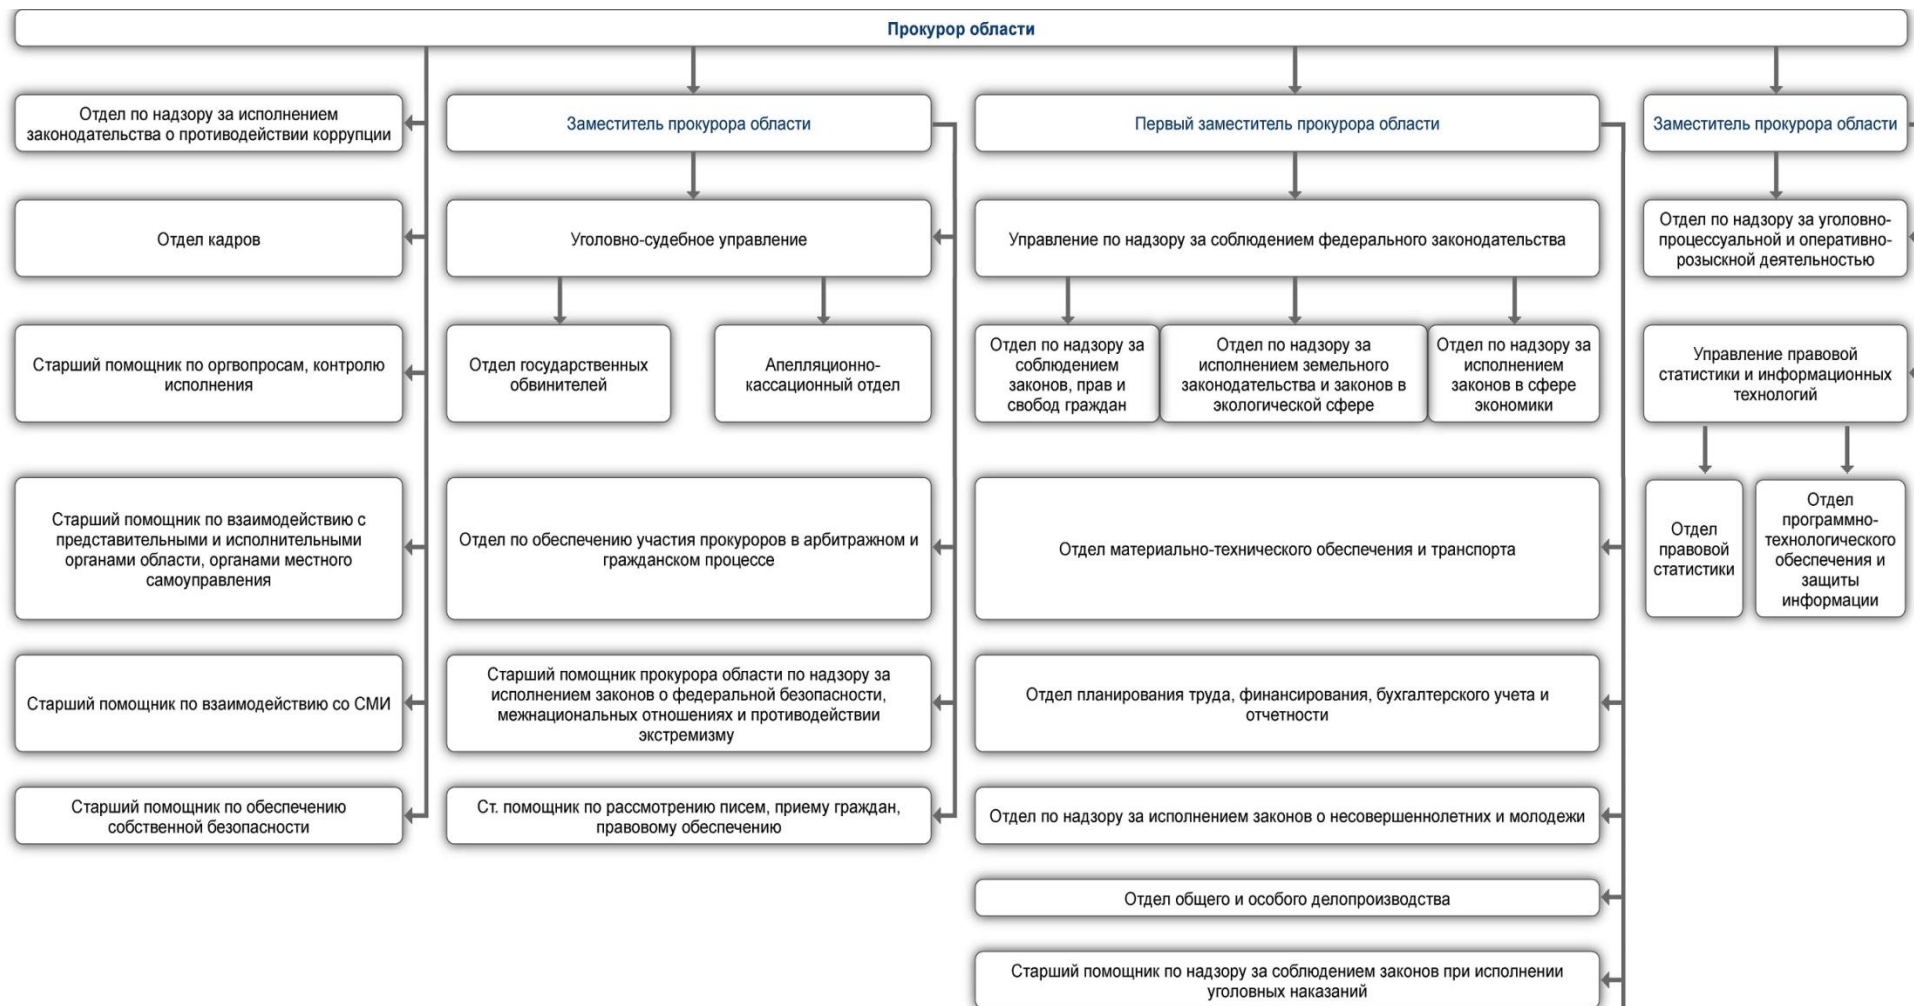 Прокурор области
Отдел по надзору за исполнением
законодательства о противодействии коррупции
Заместитель прокурора области
Первый заместитель прокурора области
Заместитель прокурора области
Отдел кадров
Уголовно-судебное управление
Управление по надзору за соблюдением федерального законодательства
Отдел по надзору за уголовно-
процессуальной и оперативно-
розыскной деятельностью
Старший помощник по оргвопросам, контролю
исполнения
Отдел государственных
обвинителей
Апелляционно-
кассационный отдел
Отдел по надзору за
соблюдением
законов, прав и
свобод граждан
Отдел по надзору за
исполнением земельного
законодательства и законов в
экологической сфере
Отдел по надзору за
исполнением
законов в сфере
экономики
Управление правовой
статистики и информационных
технологий
Старший помощник по взаимодействию с
представительными и исполнительными
органами области, органами местного
самоуправления
Отдел по обеспечению участия прокуроров в арбитражном и
гражданском процессе
Отдел материально-технического обеспечения и транспорта
Отдел
правовой
статистики
Отдел
программно-
технологического
обеспечения и
защиты
информации
Старший помощник по взаимодействию со СМИ
Старший помощник прокурора области по надзору за
исполнением законов о федеральной безопасности,
межнациональных отношениях и противодействии
экстремизму
Отдел планирования труда, финансирования, бухгалтерского учета и
отчетности
Старший помощник по обеспечению
собственной безопасности
Ст. помощник по рассмотрению писем, приему граждан,
правовому обеспечению
Отдел по надзору за исполнением законов о несовершеннолетних и молодежи
Отдел общего и особого делопроизводства
Старший помощник по надзору за соблюдением законов при исполнении
уголовных наказаний